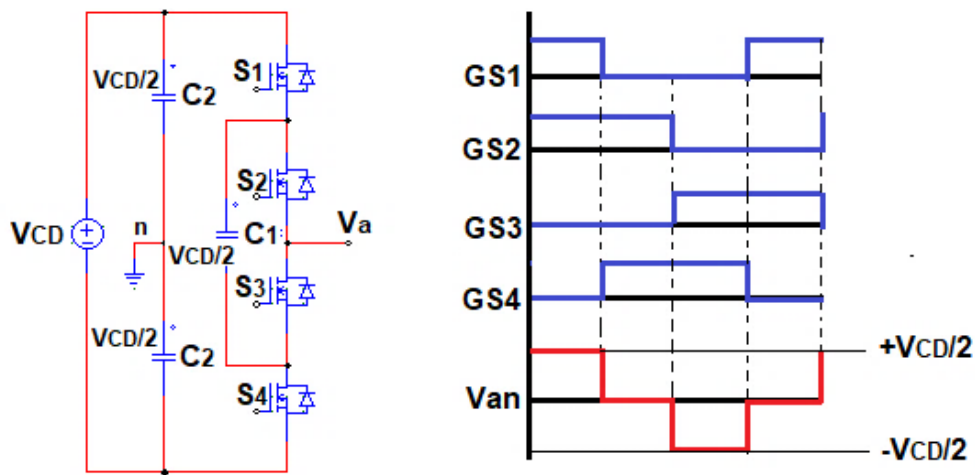 S1
VCD/2
C2
S2
VCD
n
C1
Va
VCD/2
S3
VCD/2
C2
S4
GS1
GS2
GS3
GS4
+VCD/2
Van
-VCD/2